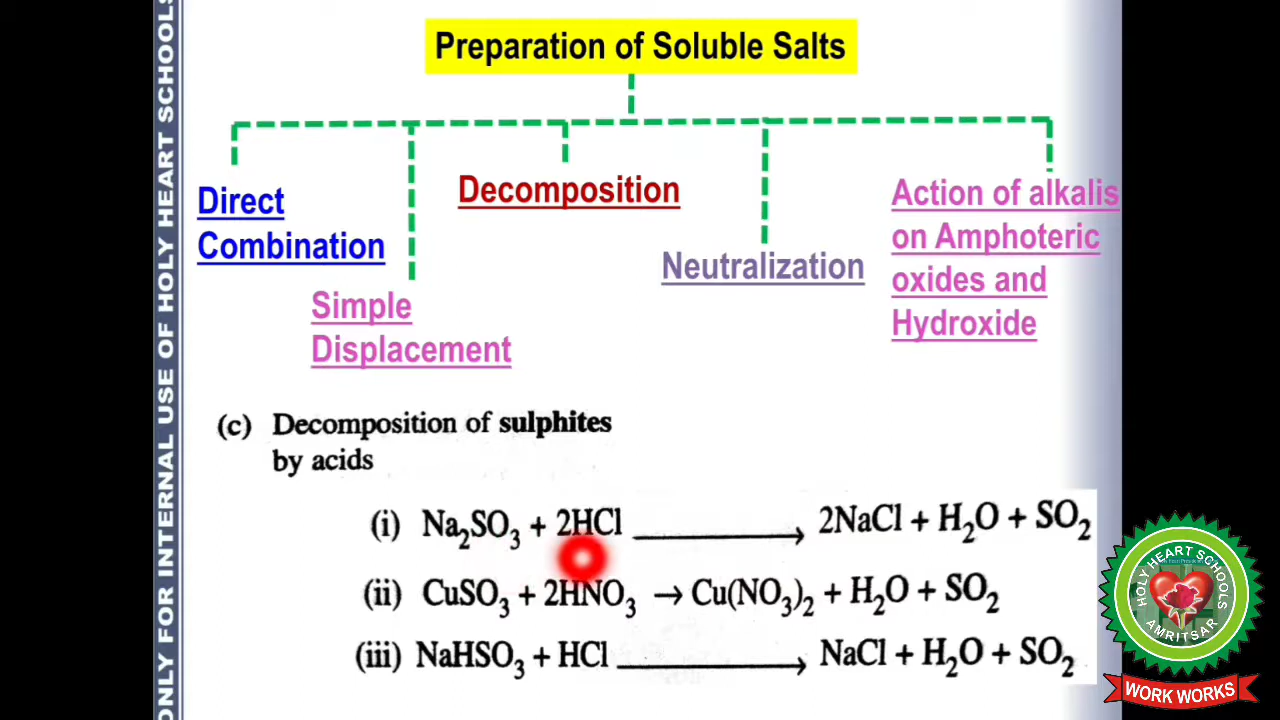 Preparation of Soluble Salts
Direct
Combination
Simple
Displacement
Decomposition
Neutralization
Action of alkalis
on Amphoteric
oxides and
Hydroxide
(c) Decomposition of sulphites
by acids
(i) Na₂SO₃ + 2HCl ⟶ 2NaCl + H₂O + SO₂
(ii) CuSO₃ + 2HNO₃ → Cu(NO₃)₂ + H₂O + SO₂
(iii) NaHSO₃ + HCl ⟶ NaCl + H₂O + SO₂
ONLY FOR INTERNAL USE OF HOLY HEART SCHOOLS
HOLY HEART SCHOOLS
AMRITSAR
WORK WORKS